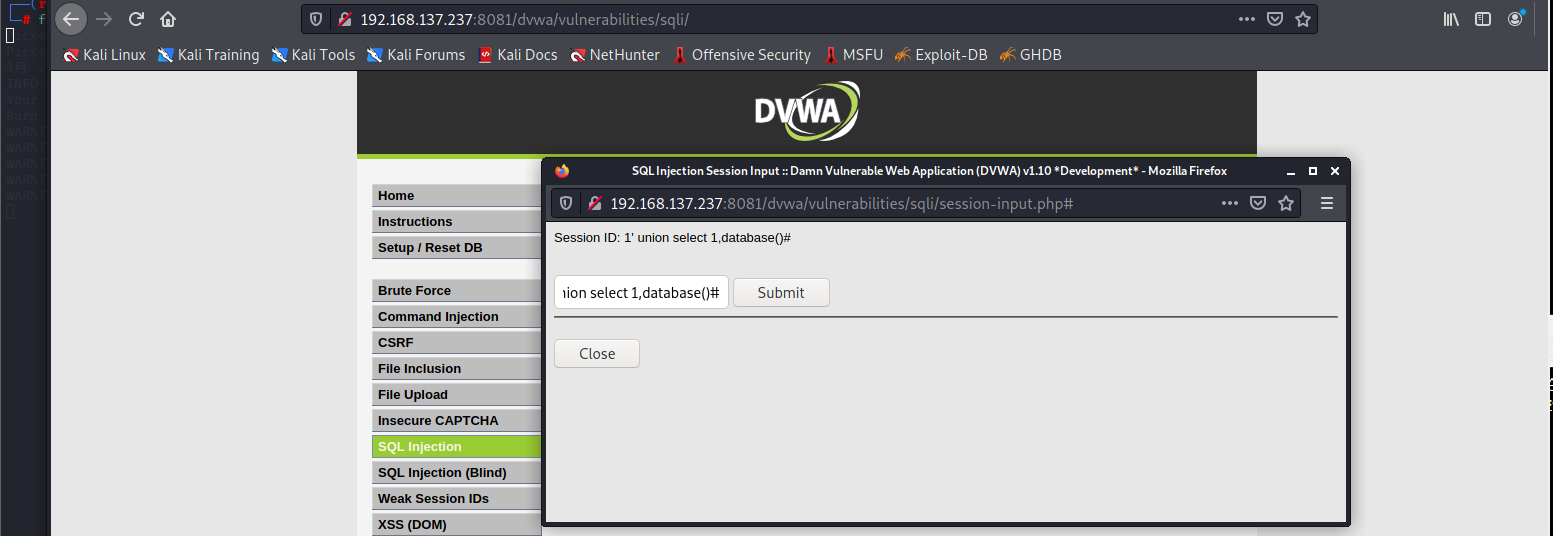 192.168.137.237:8081/dvwa/vulnerabilities/sqli/
Kali Linux Kali Training Kali Tools Kali Forums Kali Docs NetHunter Offensive Security MSFU Exploit-DB GHDB
DVWA
Home
Instructions
Setup / Reset DB
Brute Force
Command Injection
CSRF
File Inclusion
File Upload
Insecure CAPTCHA
SQL Injection
SQL Injection (Blind)
Weak Session IDs
XSS (DOM)
SQL Injection Session Input :: Damn Vulnerable Web Application (DVWA) v1.10 *Development* - Mozilla Firefox
192.168.137.237:8081/dvwa/vulnerabilities/sqli/session-input.php#
Session ID: 1' union select 1,database()#
nion select 1,database()# Submit
Close